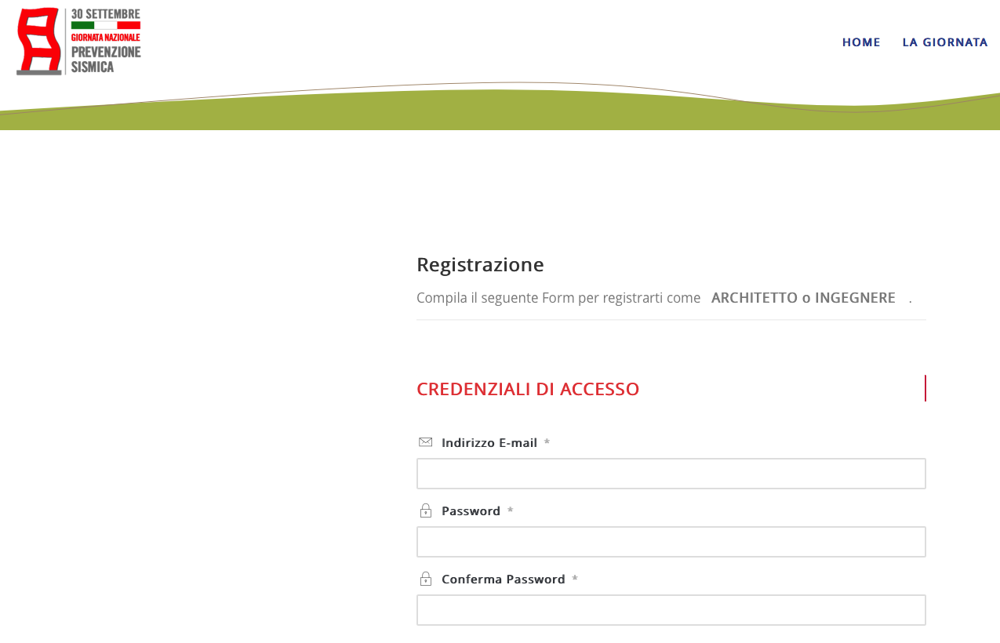 30 SETTEMBRE
GIORNATA NAZIONALE
PREVENZIONE
SISMICA
HOME LA GIORNATA
Registrazione
Compila il seguente Form per registrarti come ARCHITETTO o INGEGNERE .
CREDENZIALI DI ACCESSO
Indirizzo E-mail *
Password *
Conferma Password *